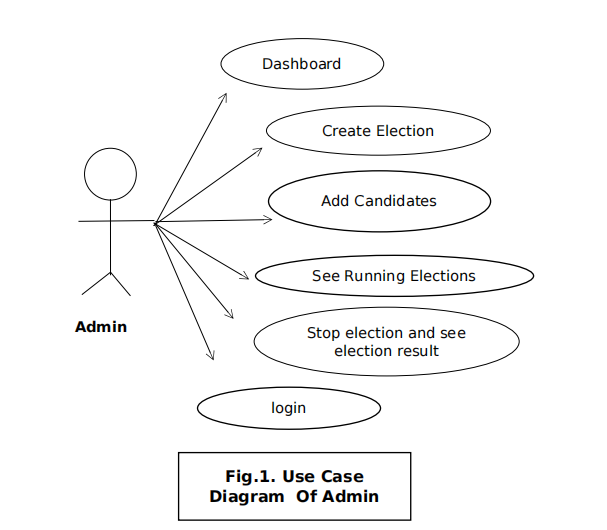 Dashboard
Create Election
Add Candidates
See Running Elections
Stop election and see
election result
login
Admin
Fig.1. Use Case
Diagram  Of Admin